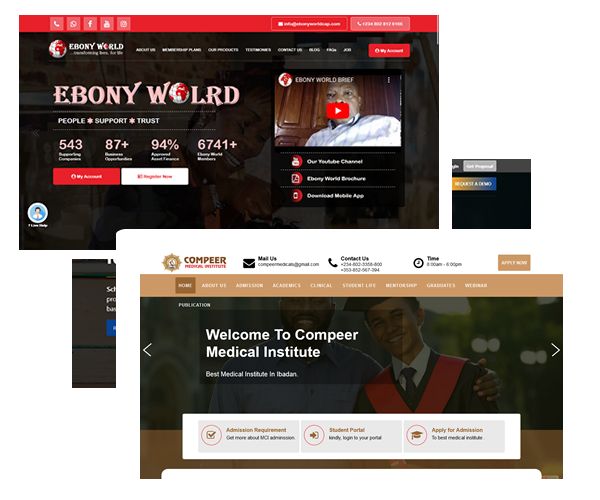 info@ebonyworldcap.com
+234 802 812 0166
EBONY WORLD
...transforming lives, for life
ABOUT US MEMBERSHIP PLANS OUR PRODUCTS TESTIMONIES CONTACT US BLOG FAQs JOB
My Account
EBONY WOLRD
PEOPLE ✱ SUPPORT ✱ TRUST
543 87+ 94% 6741+
Supporting Companies
Business Opportunities
Approved Asset Finance
Ebony World Members
My Account
Register Now
EBONY WORLD BRIEF
Our Youtube Channel
Ebony World Brochure
Download Mobile App
Live Help
Get Proposal
REQUEST A DEMO
COMPEER
MEDICAL INSTITUTE
Mail Us
compeermedicals@gmail.com
Contact Us
+234-802-3358-800
+353-852-567-394
Time
8:00am - 6:00pm
APPLY NOW
HOME ABOUT US ADMISSION ACADEMICS CLINICAL STUDENT LIFE MENTORSHIP GRADUATES WEBINAR
PUBLICATION
Welcome To Compeer
Medical Institute
Best Medical Institute In Ibadan.
Admission Requirement
Get more about MCI adminission.
Student Portal
kindly, login to your portal
Apply for Admission
To best medical institute